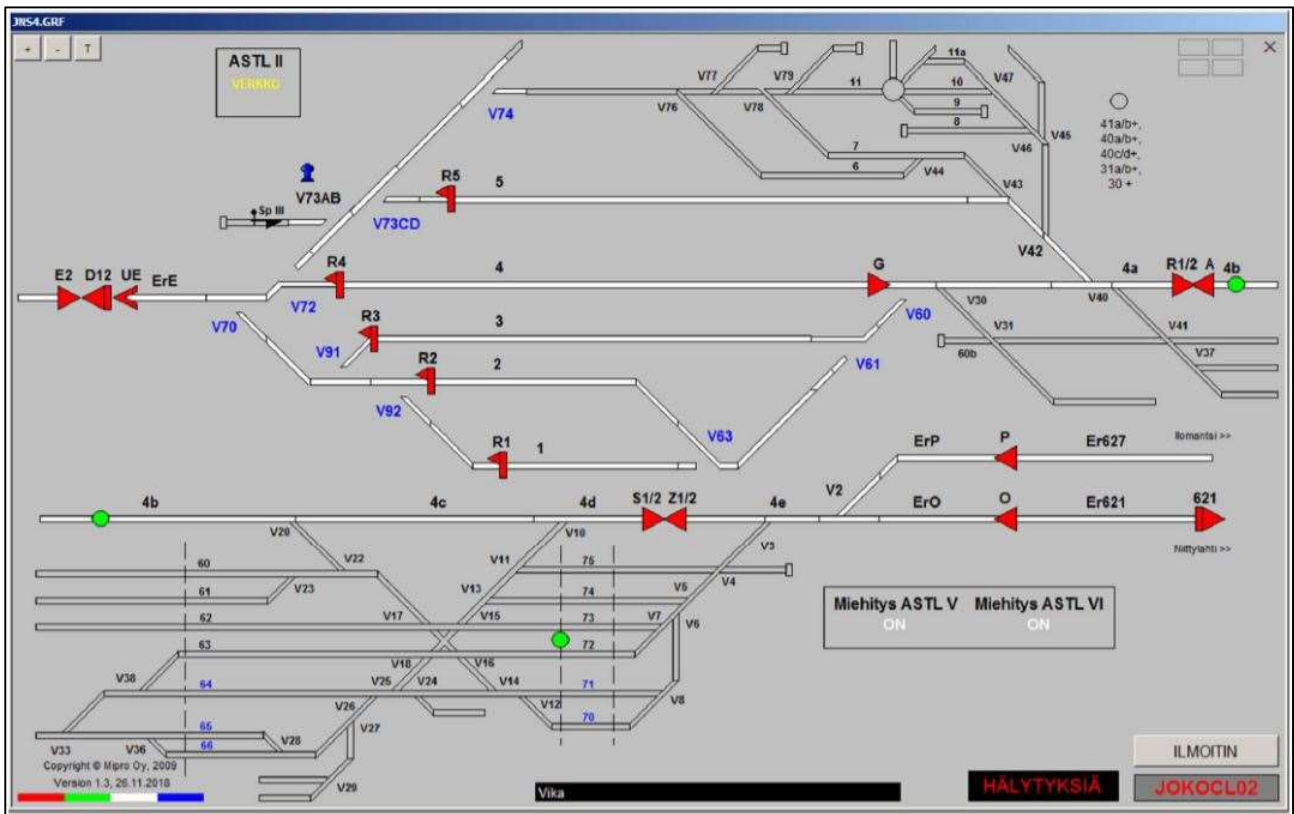 JNS4.GRF
+ - T
ASTL II
VERKKO
11a
V77 V79 V47
11 10
V74 V76 V78
9
8
41a/b+,
40a/b+,
40c/d+,
31a/b+,
30 +
V46 V45
7
V73AB
R5 5
6 V44
V43
Sp III
V73CD
V42
E2 D12 UE ErE
R4 4 G 4a R1/2 A 4b
V72
V30 V40
V70
R3 3
V60
V31 V41
V91
60b
V37
R2 2
V61
V92
V63
R1 1
ErP P Er627
Ilomantsi >>
V2
4b 4c 4d S1/2 Z1/2 4e
ErO O Er621 621
V20 V10
V3
Niittylahti >>
V22 V11
60 75
V4
V23 V13 V5
61 74
Miehitys ASTL V Miehitys ASTL VI
ON ON
62 V17 V15 73 V7 V6
63 72
V18 V16
V38 V25 V24 V14
64 71
V26 V12 V8
70
65 V27
V33 V36 66 V28
Copyright © Mipro Oy, 2009
Version 1.3, 26.11.2018
V29
Vika
ILMOITIN
HÄLYTYKSIÄ
JOKOCL02